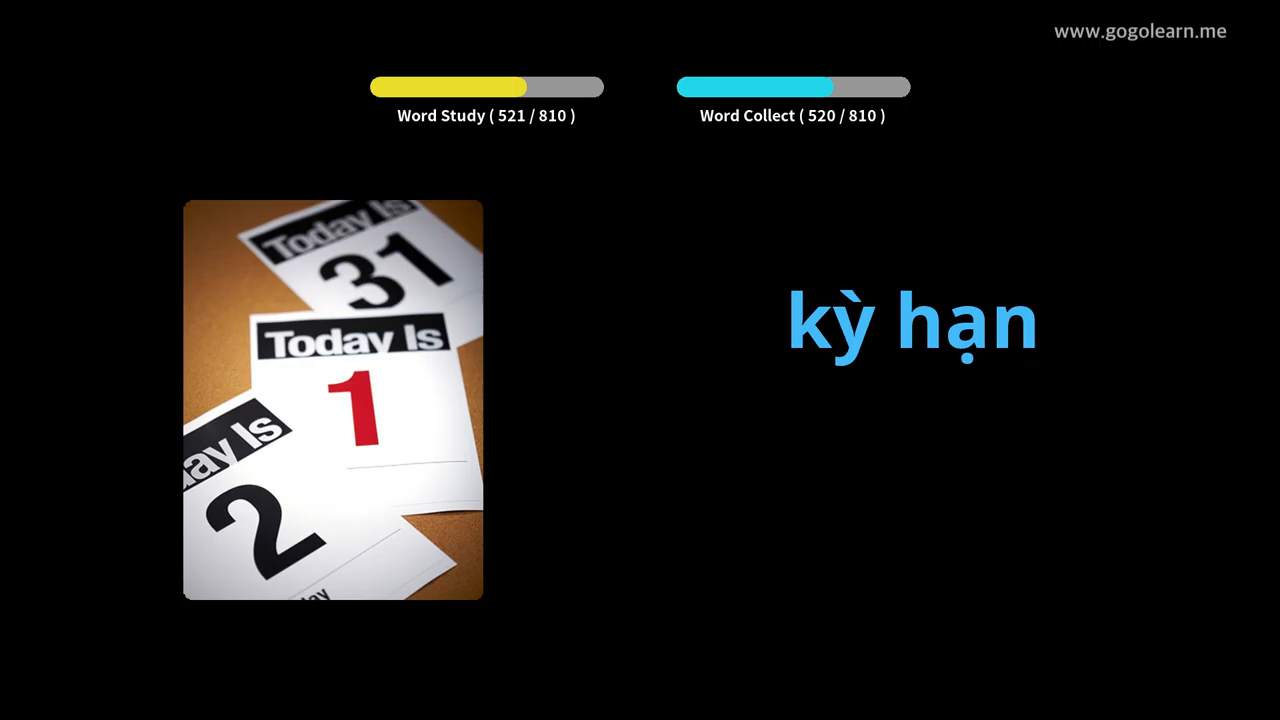 www.gogolearn.me
Word Study ( 521 / 810 )
Word Collect ( 520 / 810 )
Today Is
31
Today Is
1
ay Is
2
kỳ hạn